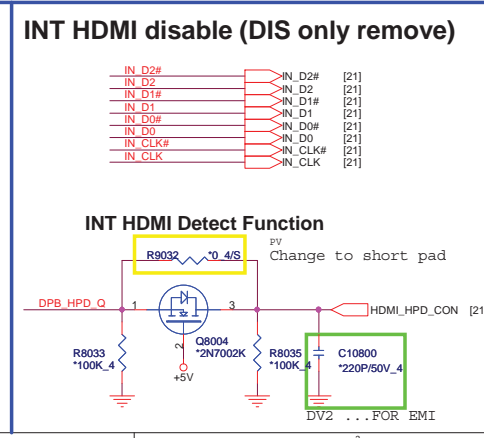 INT HDMI disable (DIS only remove)
IN_D2# IN_D2# [21]
IN_D2 IN_D2 [21]
IN_D1# IN_D1# [21]
IN_D1 IN_D1 [21]
IN_D0# IN_D0# [21]
IN_D0 IN_D0 [21]
IN_CLK# IN_CLK# [21]
IN_CLK IN_CLK [21]
INT HDMI Detect Function
PV
R9032 *0_4/S Change to short pad
DPB_HPD_Q 1 3 HDMI_HPD_CON [21
2
Q8004
*2N7002K
R8033
*100K_4
R8035
*100K_4
C10800
*220P/50V_4
+5V
DV2 ...FOR EMI